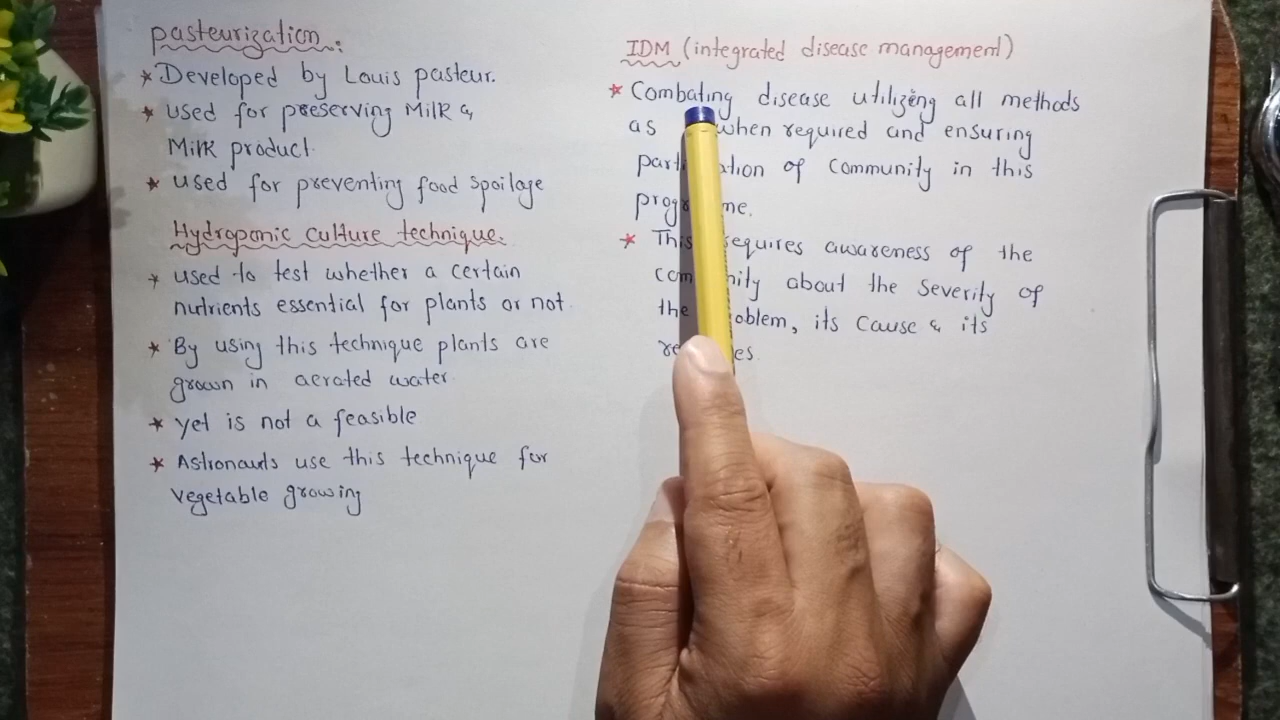 pasteurization.
* Developed by Louis pasteur.
* used for preserving Milk &
Milk product.
* used for preventing food spoilage
Hydroponic culture technique.
* used to test whether a certain
nutrients essential for plants or not.
* By using this technique plants are
grown in aerated water.
* yet is not a feasible
* Astronauts use this technique for
vegetable growing
IDM (integrated disease management)
* Combating disease utilizing all methods
as when required and ensuring
of community in this
* This requires awareness of the
about the severity of
the problem, its cause & its